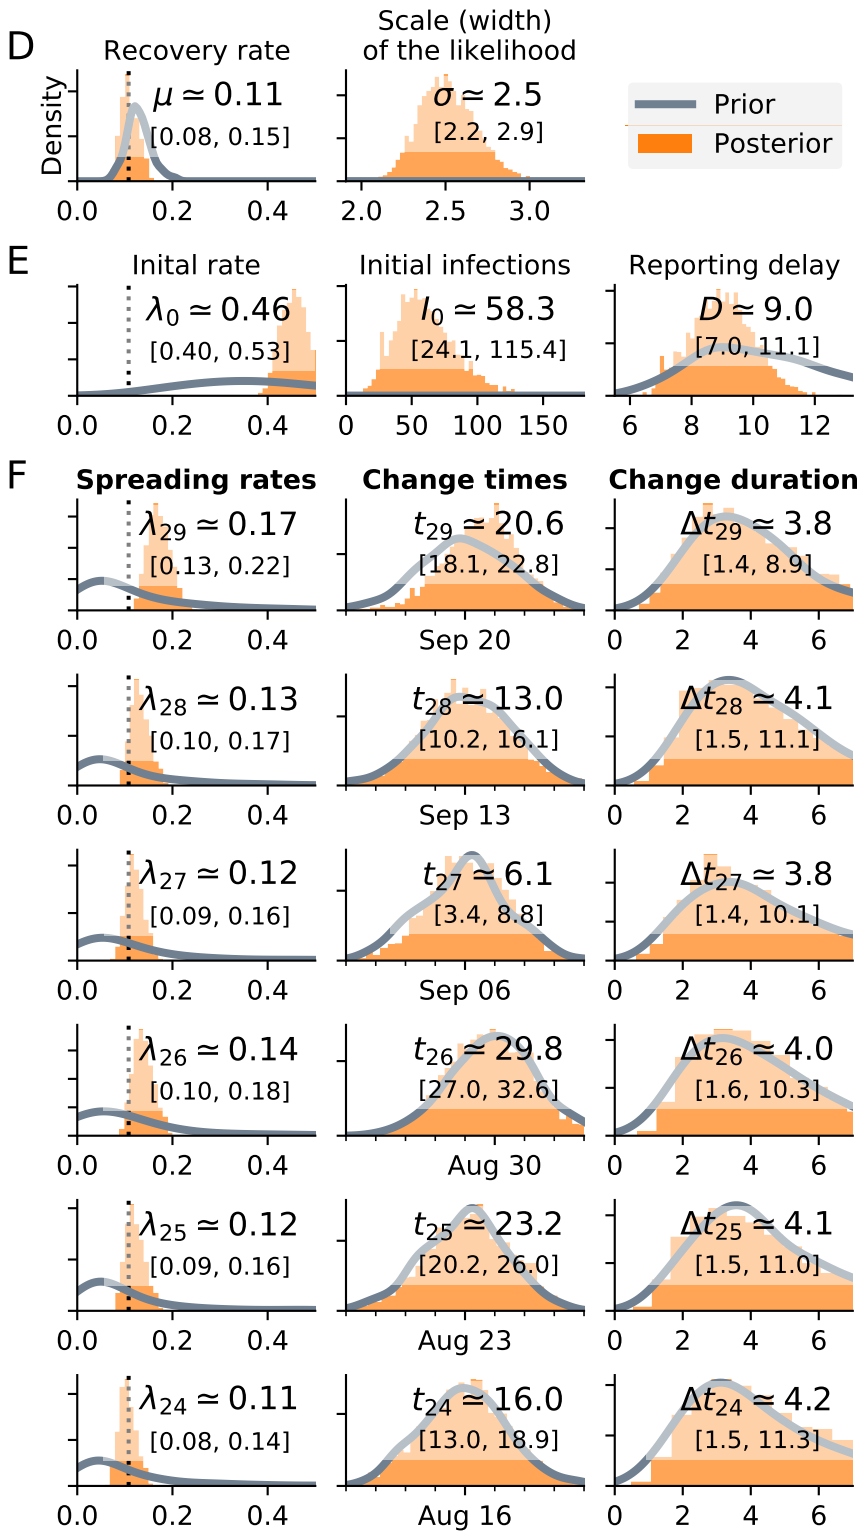 D
Recovery rate
Scale (width)
of the likelihood
Density
μ ≃ 0.11
[0.08, 0.15]
0.0 0.2 0.4
σ ≃ 2.5
[2.2, 2.9]
2.0 2.5 3.0
Prior
Posterior
E
Inital rate
λ0 ≃ 0.46
[0.40, 0.53]
0.0 0.2 0.4
Initial infections
I0 ≃ 58.3
[24.1, 115.4]
0 50 100 150
Reporting delay
D ≃ 9.0
[7.0, 11.1]
6 8 10 12
F
Spreading rates
Change times
Change duration
λ29 ≃ 0.17
[0.13, 0.22]
0.0 0.2 0.4
t29 ≃ 20.6
[18.1, 22.8]
Sep 20
Δt29 ≃ 3.8
[1.4, 8.9]
0 2 4 6
λ28 ≃ 0.13
[0.10, 0.17]
0.0 0.2 0.4
t28 ≃ 13.0
[10.2, 16.1]
Sep 13
Δt28 ≃ 4.1
[1.5, 11.1]
0 2 4 6
λ27 ≃ 0.12
[0.09, 0.16]
0.0 0.2 0.4
t27 ≃ 6.1
[3.4, 8.8]
Sep 06
Δt27 ≃ 3.8
[1.4, 10.1]
0 2 4 6
λ26 ≃ 0.14
[0.10, 0.18]
0.0 0.2 0.4
t26 ≃ 29.8
[27.0, 32.6]
Aug 30
Δt26 ≃ 4.0
[1.6, 10.3]
0 2 4 6
λ25 ≃ 0.12
[0.09, 0.16]
0.0 0.2 0.4
t25 ≃ 23.2
[20.2, 26.0]
Aug 23
Δt25 ≃ 4.1
[1.5, 11.0]
0 2 4 6
λ24 ≃ 0.11
[0.08, 0.14]
0.0 0.2 0.4
t24 ≃ 16.0
[13.0, 18.9]
Aug 16
Δt24 ≃ 4.2
[1.5, 11.3]
0 2 4 6